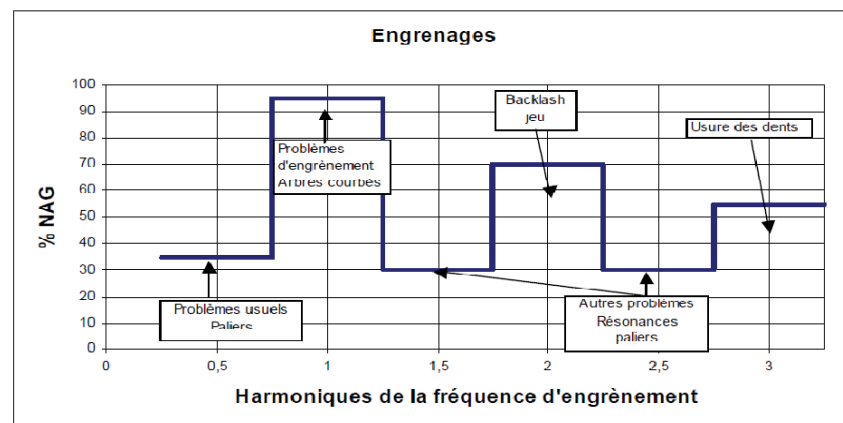 Engrenages
% NAG
100
90
80
70
60
50
40
30
20
10
0
Problèmes
d'engrènement
Arbres courbés
Backlash
jeu
Usure des dents
Problèmes usuels
Paliers
Autres problèmes
Résonances
paliers
0
0,5
1
1,5
2
2,5
3
Harmoniques de la fréquence d'engrènement